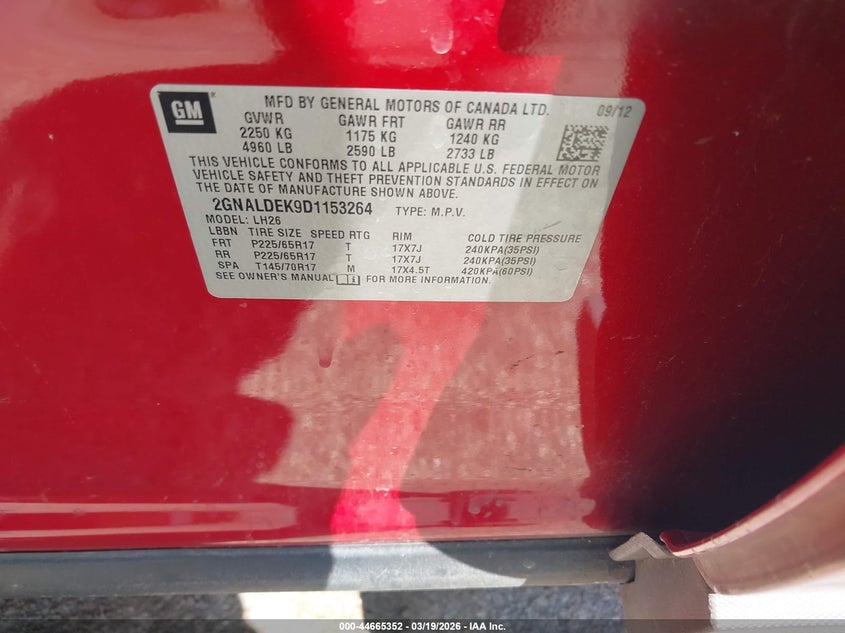 GM
MFD BY GENERAL MOTORS OF CANADA LTD. 09/12
GVWR GAWR FRT GAWR RR
2250 KG 1175 KG 1240 KG
4960 LB 2590 LB 2733 LB
THIS VEHICLE CONFORMS TO ALL APPLICABLE U.S. FEDERAL MOTOR
VEHICLE SAFETY AND THEFT PREVENTION STANDARDS IN EFFECT ON
THE DATE OF MANUFACTURE SHOWN ABOVE.
2GNALDEK9D1153264 TYPE: M.P.V.
MODEL: LH26
LBBN TIRE SIZE SPEED RTG RIM COLD TIRE PRESSURE
FRT P225/65R17 T 17X7J 240KPA(35PSI)
RR P225/65R17 T 17X7J 240KPA(35PSI)
SPA T145/70R17 M 17X4.5T 420KPA(60PSI)
SEE OWNER'S MANUAL FOR MORE INFORMATION.
000-44665352 / 03/19/2026 - IAA Inc.